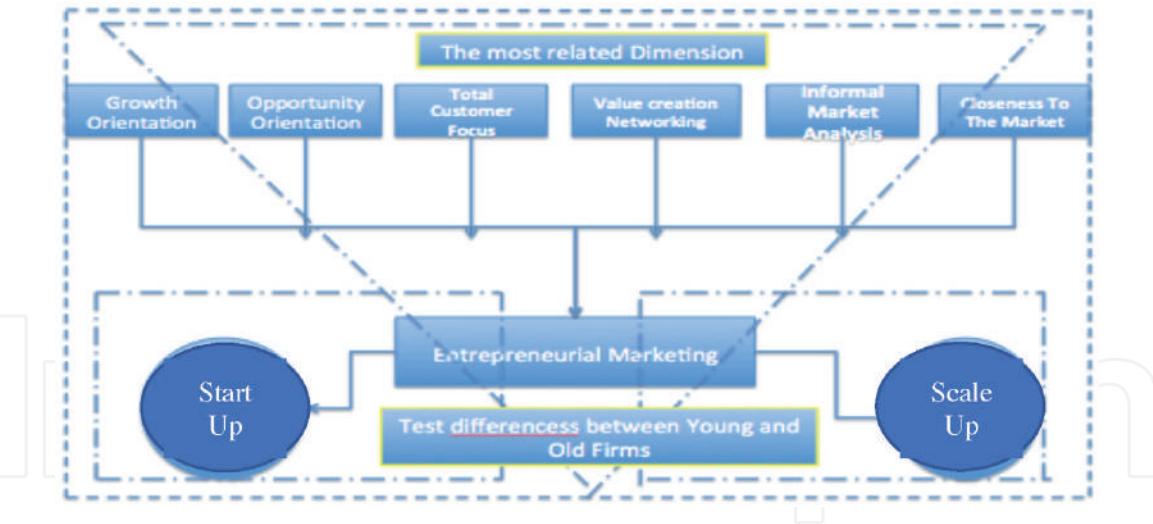 The most related Dimension
Growth
Orientation
Opportunity
Orientation
Total
Customer
Focus
Value creation
Networking
Informal
Market
Analysis
Closeness To
The Market
Entrepreneurial Marketing
Start
Up
Scale
Up
Test differencess between Young and
Old Firms